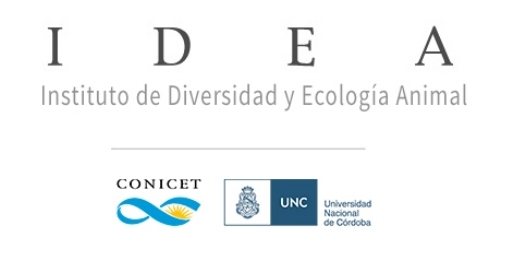 I D E A
Instituto de Diversidad y Ecología Animal
CONICET
UNC
Universidad
Nacional
de Córdoba